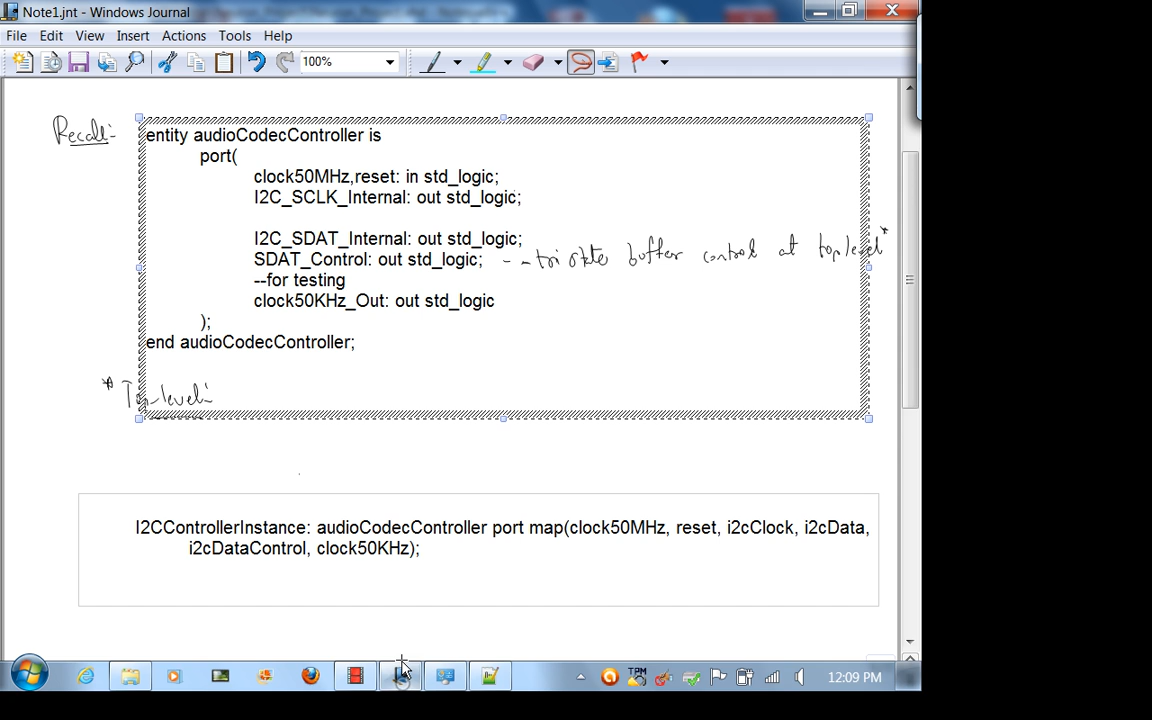 Note1.jnt - Windows Journal
File Edit View Insert Actions Tools Help
100%
Recall:-
entity audioCodecController is
port(
clock50MHz,reset: in std_logic;
I2C_SCLK_Internal: out std_logic;
I2C_SDAT_Internal: out std_logic;
SDAT_Control: out std_logic; --tri state buffer control at top level*
--for testing
clock50KHz_Out: out std_logic
);
end audioCodecController;
* Top-level:-
I2CControllerInstance: audioCodecController port map(clock50MHz, reset, i2cClock, i2cData,
i2cDataControl, clock50KHz);
12:09 PM